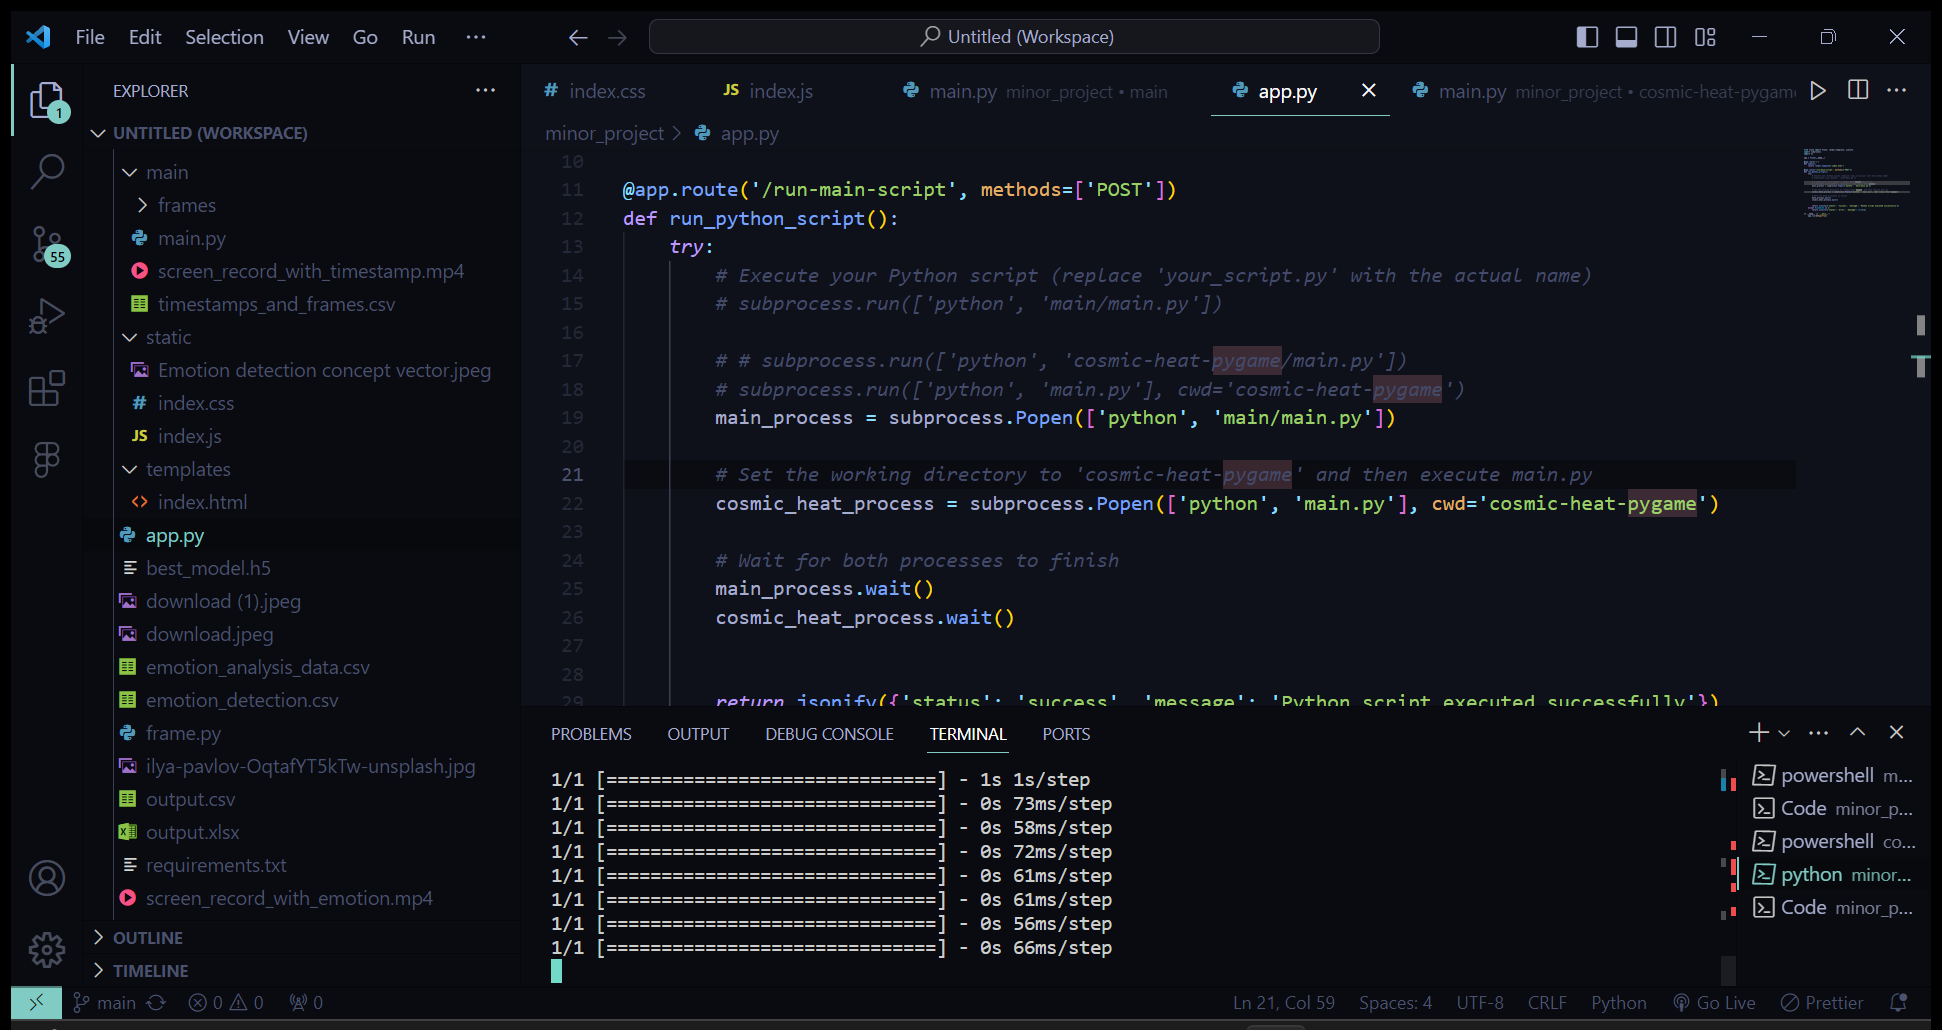 File Edit Selection View Go Run ···
Untitled (Workspace)
EXPLORER
UNTITLED (WORKSPACE)
main
frames
main.py
screen_record_with_timestamp.mp4
timestamps_and_frames.csv
static
Emotion detection concept vector.jpeg
# index.css
JS index.js
templates
<> index.html
app.py
best_model.h5
download (1).jpeg
download.jpeg
emotion_analysis_data.csv
emotion_detection.csv
frame.py
ilya-pavlov-OqtafYT5kTw-unsplash.jpg
output.csv
output.xlsx
requirements.txt
screen_record_with_emotion.mp4
OUTLINE
TIMELINE
1
55
# index.css JS index.js main.py minor_project • main app.py main.py minor_project • cosmic-heat-pygame
minor_project > app.py
10
11 @app.route('/run-main-script', methods=['POST'])
12 def run_python_script():
13 try:
14 # Execute your Python script (replace 'your_script.py' with the actual name)
15 # subprocess.run(['python', 'main/main.py'])
16
17 # # subprocess.run(['python', 'cosmic-heat-pygame/main.py'])
18 # subprocess.run(['python', 'main.py'], cwd='cosmic-heat-pygame')
19 main_process = subprocess.Popen(['python', 'main/main.py'])
20
21 # Set the working directory to 'cosmic-heat-pygame' and then execute main.py
22 cosmic_heat_process = subprocess.Popen(['python', 'main.py'], cwd='cosmic-heat-pygame')
23
24 # Wait for both processes to finish
25 main_process.wait()
26 cosmic_heat_process.wait()
27
28
29 return jsonify({'status': 'success', 'message': 'Python script executed successfully'})
PROBLEMS OUTPUT DEBUG CONSOLE TERMINAL PORTS
1/1 [==============================] - 1s 1s/step
1/1 [==============================] - 0s 73ms/step
1/1 [==============================] - 0s 58ms/step
1/1 [==============================] - 0s 72ms/step
1/1 [==============================] - 0s 61ms/step
1/1 [==============================] - 0s 61ms/step
1/1 [==============================] - 0s 56ms/step
1/1 [==============================] - 0s 66ms/step
powershell m...
Code minor_p...
powershell co...
python minor...
Code minor_p...
main 0 0 0 Ln 21, Col 59 Spaces: 4 UTF-8 CRLF Python Go Live Prettier